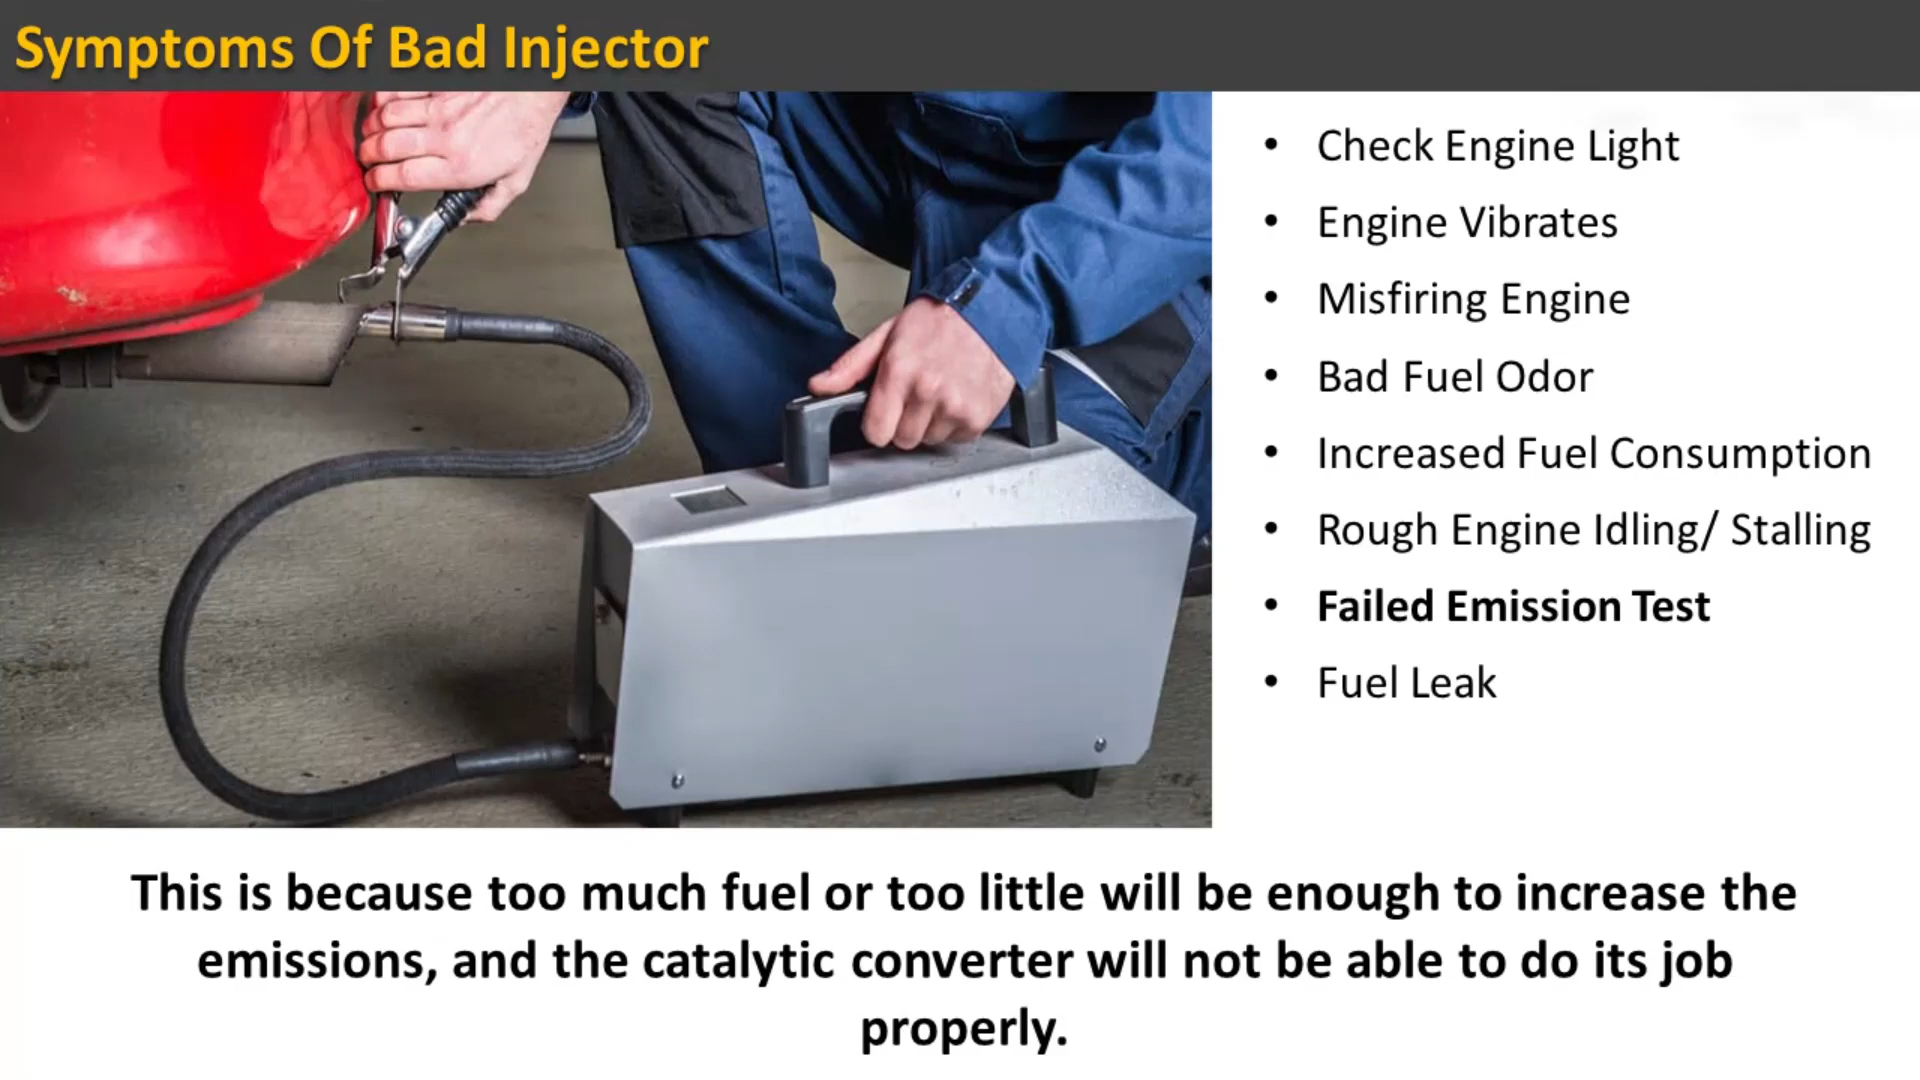 Symptoms Of Bad Injector
• Check Engine Light
• Engine Vibrates
• Misfiring Engine
• Bad Fuel Odor
• Increased Fuel Consumption
• Rough Engine Idling/ Stalling
• Failed Emission Test
• Fuel Leak
This is because too much fuel or too little will be enough to increase the
emissions, and the catalytic converter will not be able to do its job
properly.